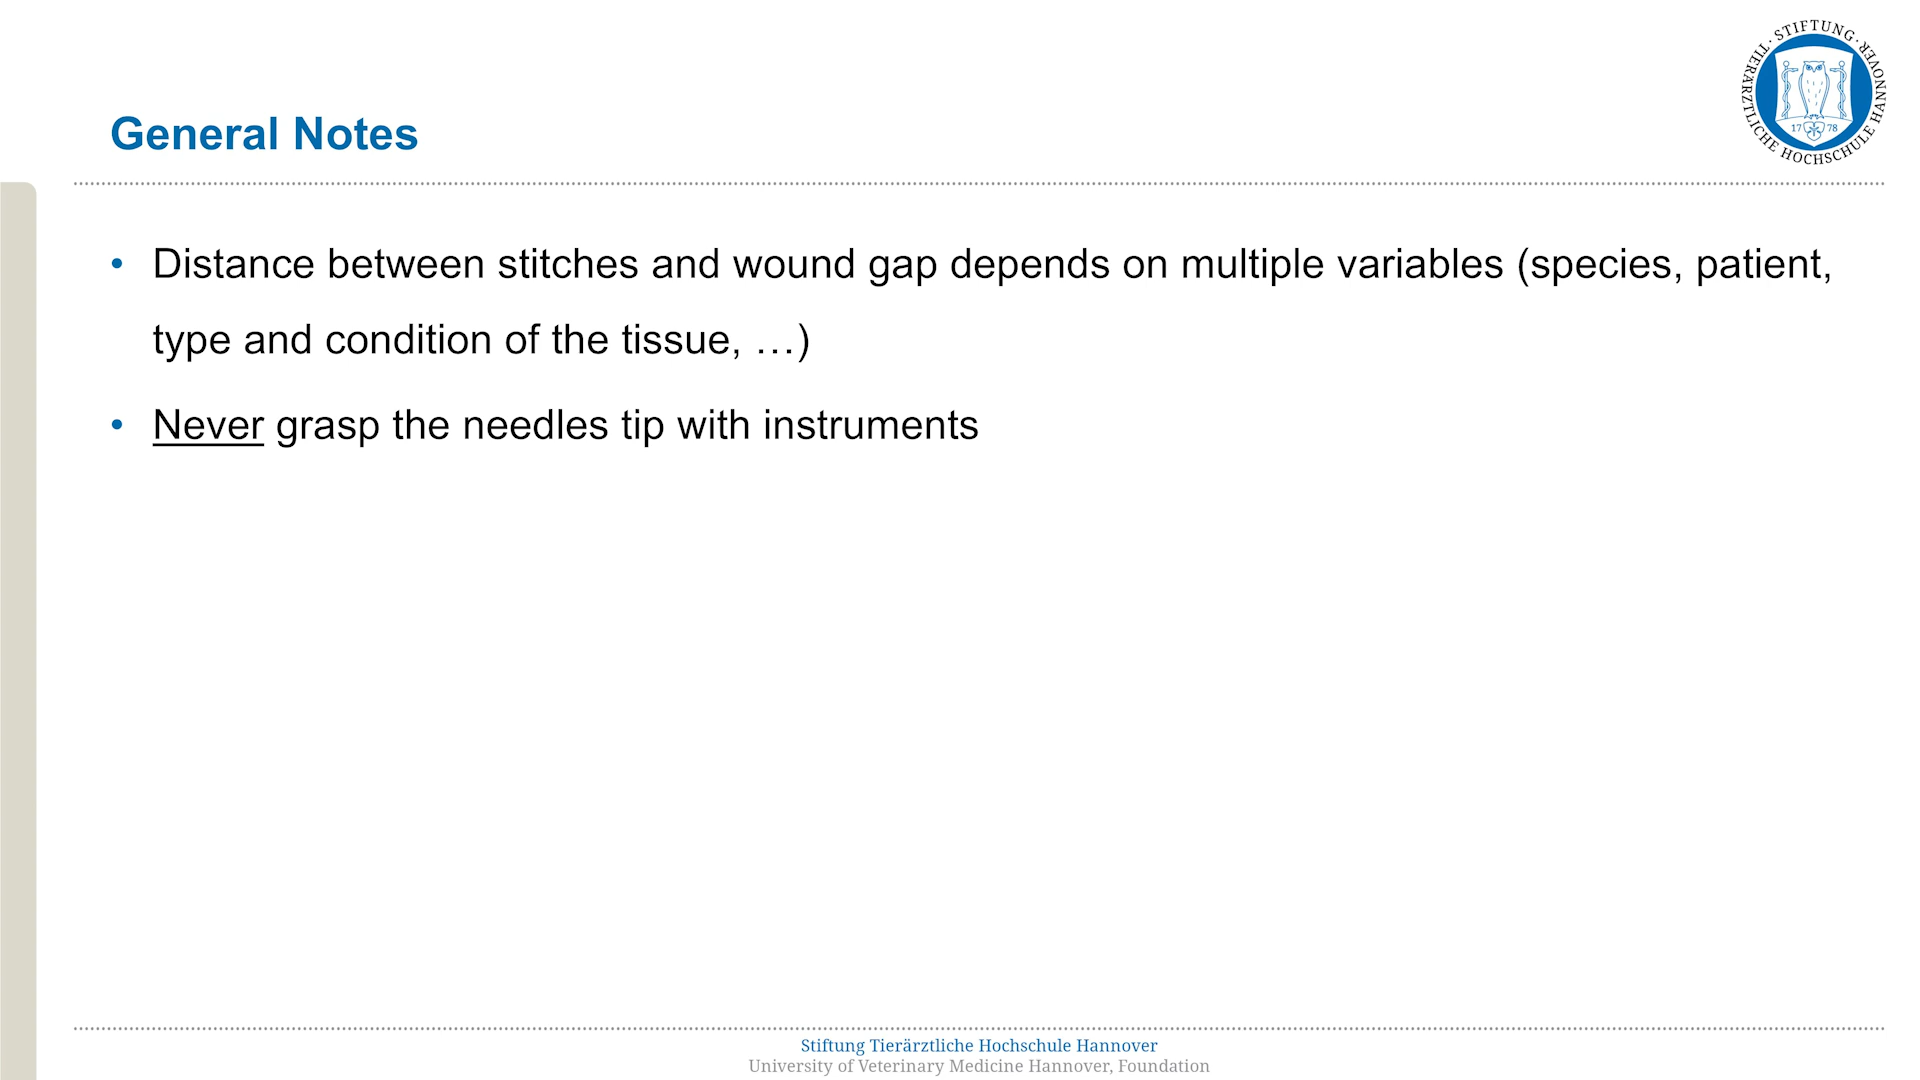 STIFTUNG · TIERÄRZTLICHE HOCHSCHULE HANNOVER ·
17 78
General Notes
• Distance between stitches and wound gap depends on multiple variables (species, patient,
type and condition of the tissue, …)
• Never grasp the needles tip with instruments
Stiftung Tierärztliche Hochschule Hannover
University of Veterinary Medicine Hannover, Foundation